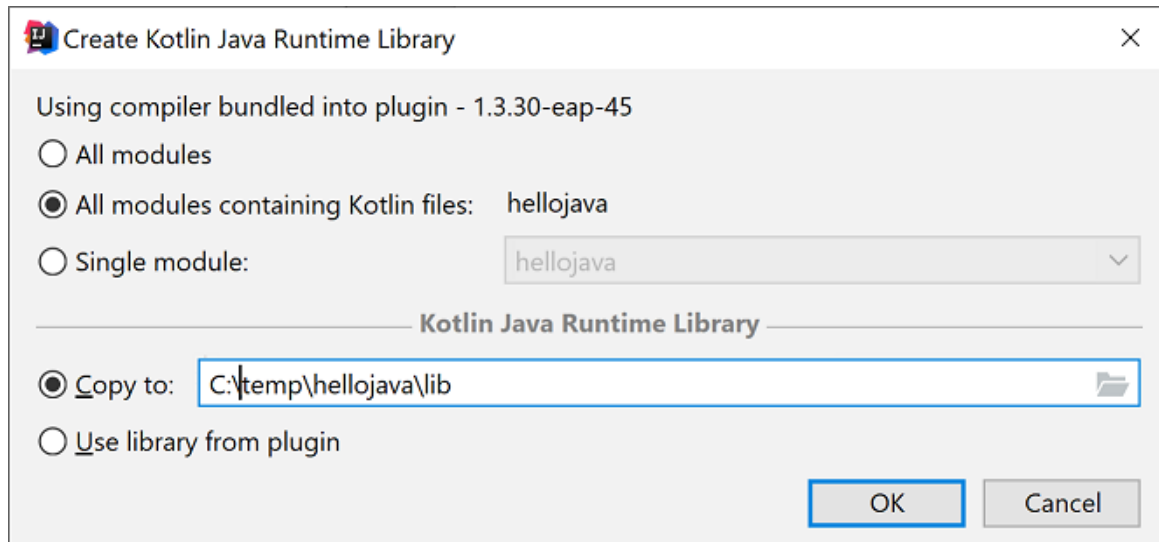 Create Kotlin Java Runtime Library
Using compiler bundled into plugin - 1.3.30-eap-45
All modules
All modules containing Kotlin files: hellojava
Single module: hellojava
Kotlin Java Runtime Library
Copy to: C:\temp\hellojava\lib
Use library from plugin
OK Cancel